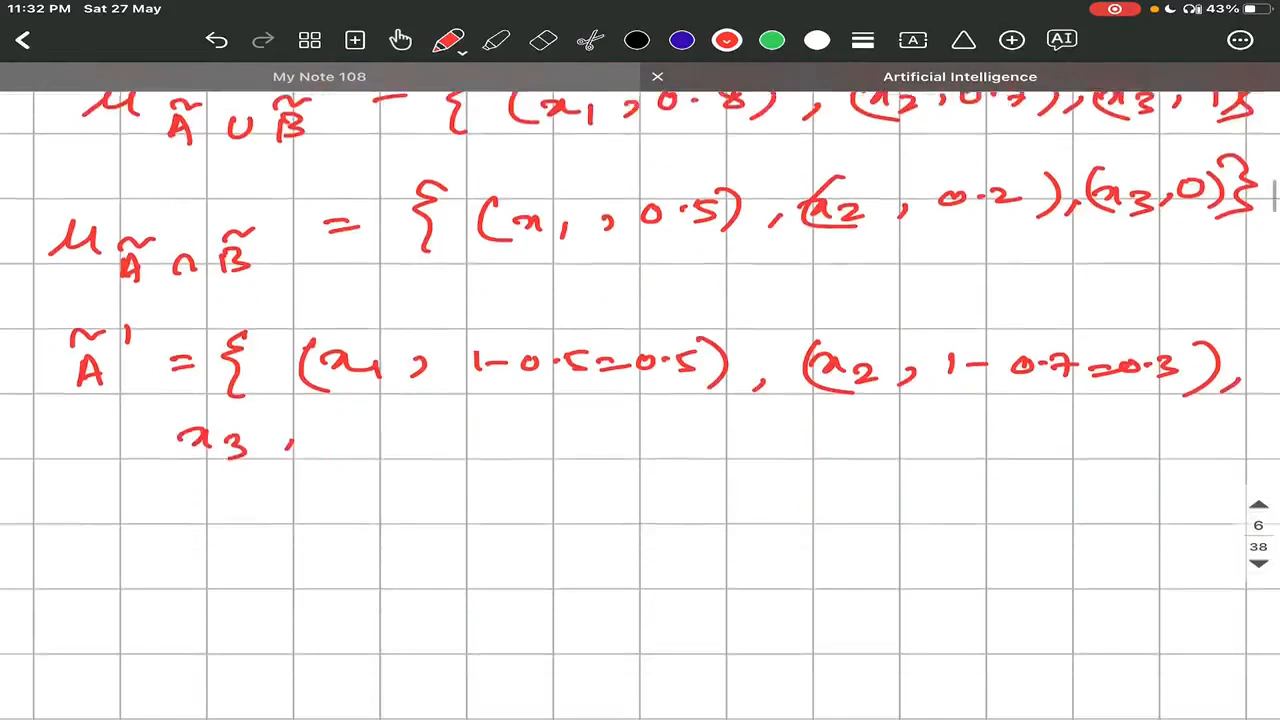 11:32 PM Sat 27 May 43%
My Note 108 Artificial Intelligence
μ Ã ∪ B̃ = { (x1 , 0.8) , (x2 , 0.7), (x3 , 1)}
μ Ã ∩ B̃ = { (x1 , 0.5) , (x2 , 0.2 ), (x3, 0)}
Ã' = { (x1 , 1-0.5=0.5) , (x2 , 1-0.7=0.3) ,
x3 ,
6
38